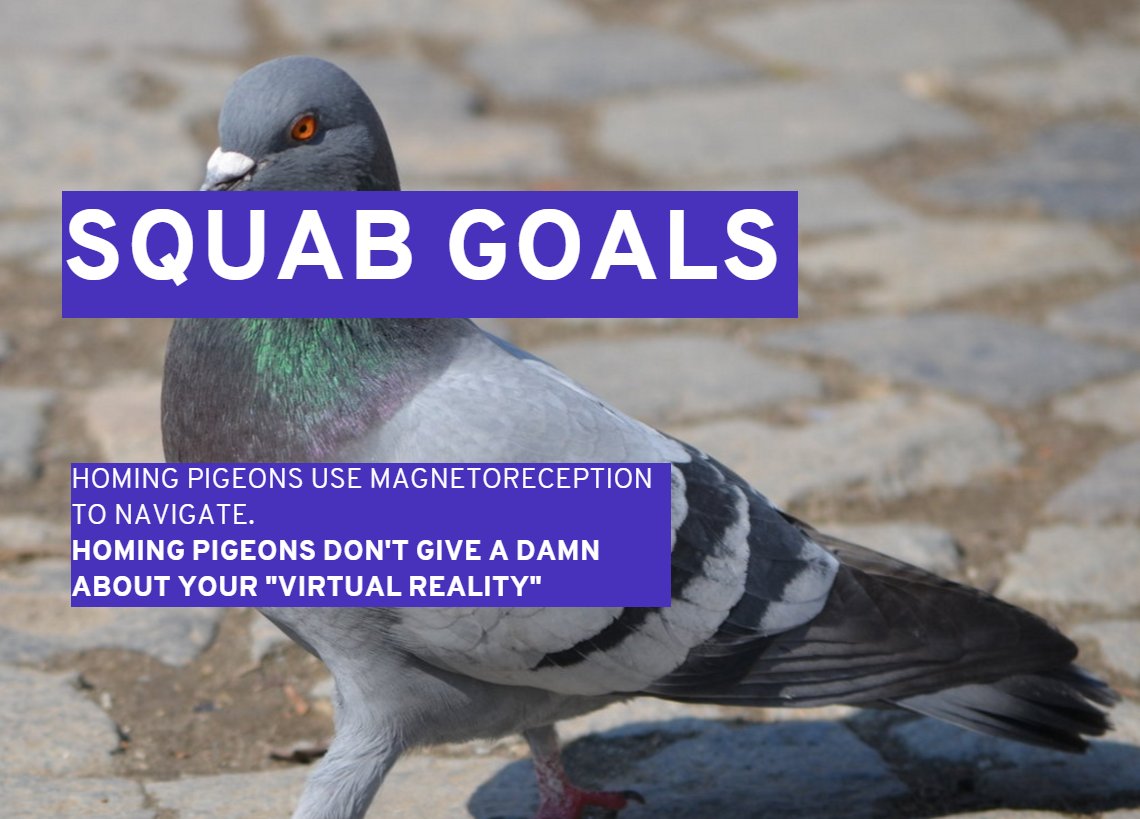 SQUAB GOALS
HOMING PIGEONS USE MAGNETORECEPTION
TO NAVIGATE.
HOMING PIGEONS DON'T GIVE A DAMN
ABOUT YOUR "VIRTUAL REALITY"